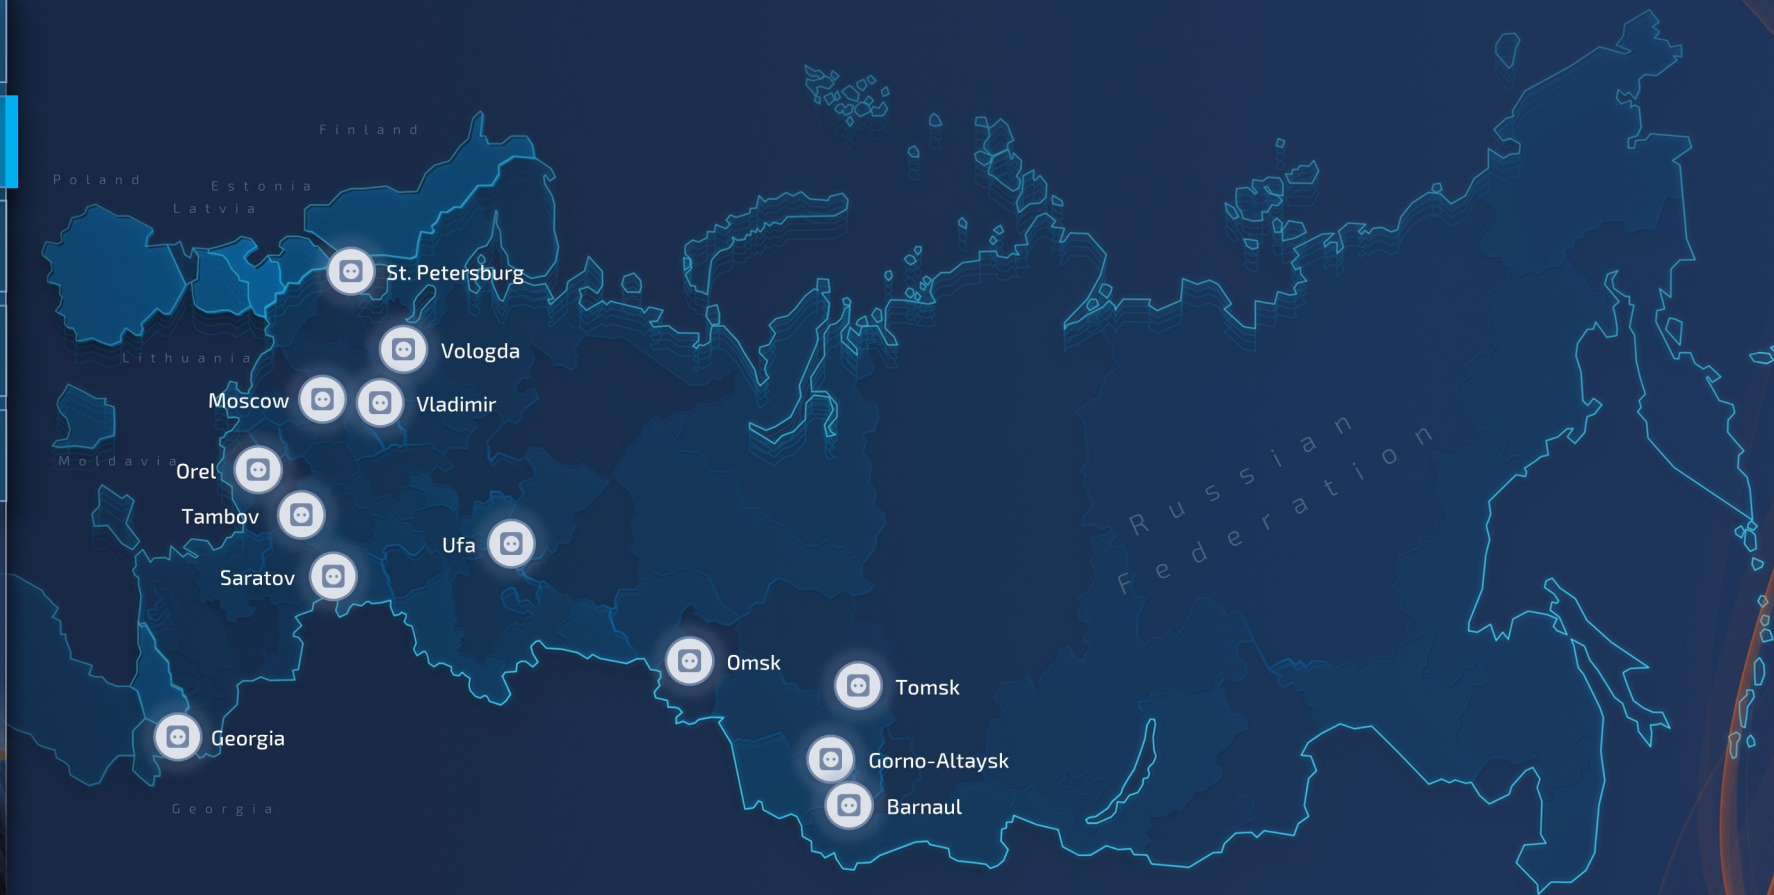 Finland
Poland
Estonia
Latvia
St. Petersburg
Vologda
Lithuania
Moscow
Vladimir
Russian
Federation
Moldavia
Orel
Tambov
Ufa
Saratov
Omsk
Tomsk
Georgia
Gorno-Altaysk
Barnaul
Georgia